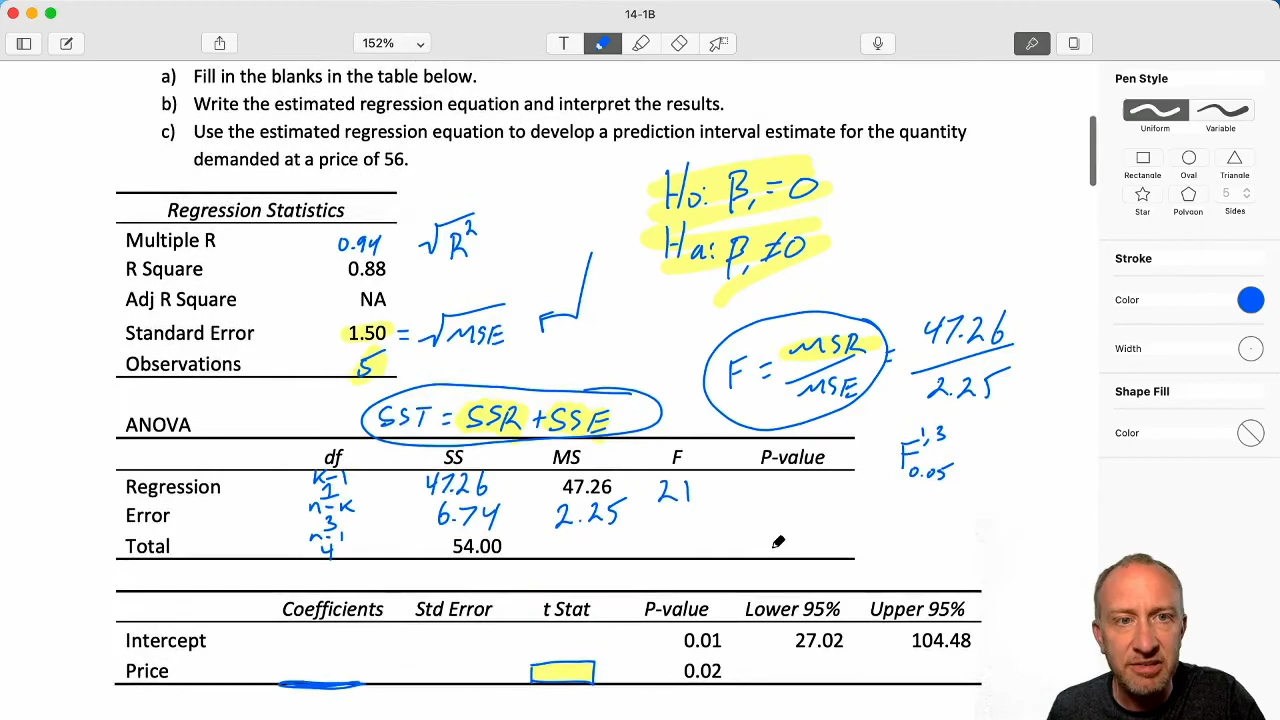 14-1B
152%
T
Pen Style
Uniform Variable
Rectangle Oval Triangle
Star Polygon 5 Sides
Stroke
Color
Width
Shape Fill
Color
a) Fill in the blanks in the table below.
b) Write the estimated regression equation and interpret the results.
c) Use the estimated regression equation to develop a prediction interval estimate for the quantity
demanded at a price of 56.
H₀: β₁ = 0
Hₐ: β₁ ≠ 0
Regression Statistics
Multiple R 0.94 √R²
R Square 0.88
Adj R Square NA
Standard Error 1.50 = √MSE
Observations 5
F = MSR/MSE = 47.26/2.25
SST = SSR + SSE
F 1,3 0.05
ANOVA
df SS MS F P-value
k-1
Regression 1 47.26 47.26 21
n-k
Error 3 6.74 2.25
n-1
Total 4 54.00
Coefficients Std Error t Stat P-value Lower 95% Upper 95%
Intercept 0.01 27.02 104.48
Price 0.02